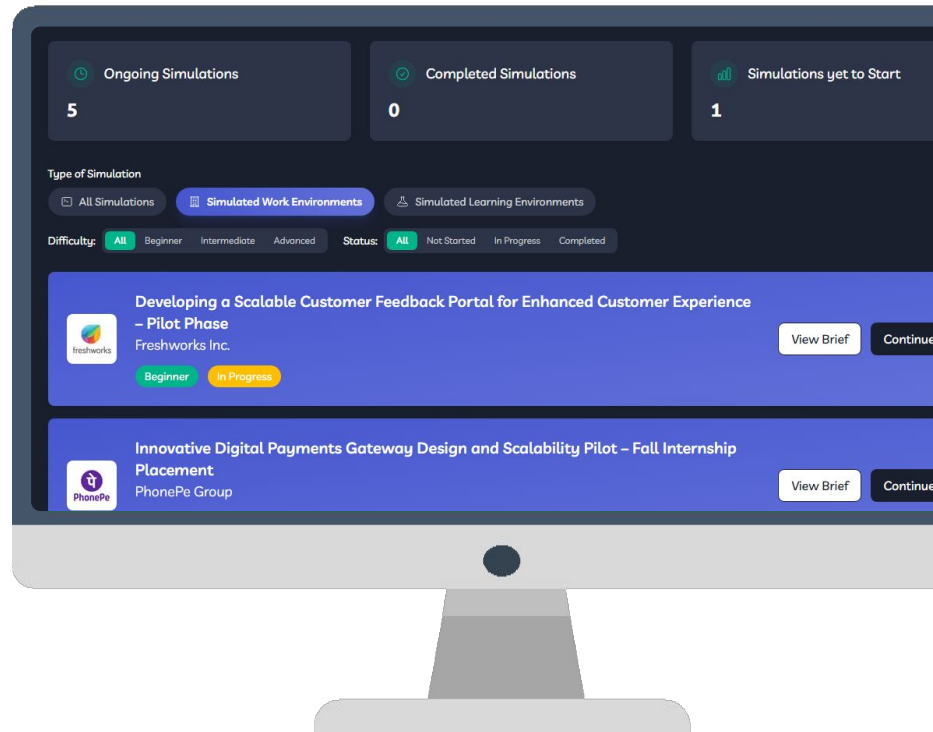 Ongoing Simulations
5
Completed Simulations
0
Simulations yet to Start
1
Type of Simulation
All Simulations
Simulated Work Environments
Simulated Learning Environments
Difficulty: All Beginner Intermediate Advanced Status: All Not Started In Progress Completed
Developing a Scalable Customer Feedback Portal for Enhanced Customer Experience
– Pilot Phase
freshworks
Freshworks Inc.
View Brief
Continue
Beginner
In Progress
Innovative Digital Payments Gateway Design and Scalability Pilot – Fall Internship
Placement
पे
PhonePe
PhonePe Group
View Brief
Continue